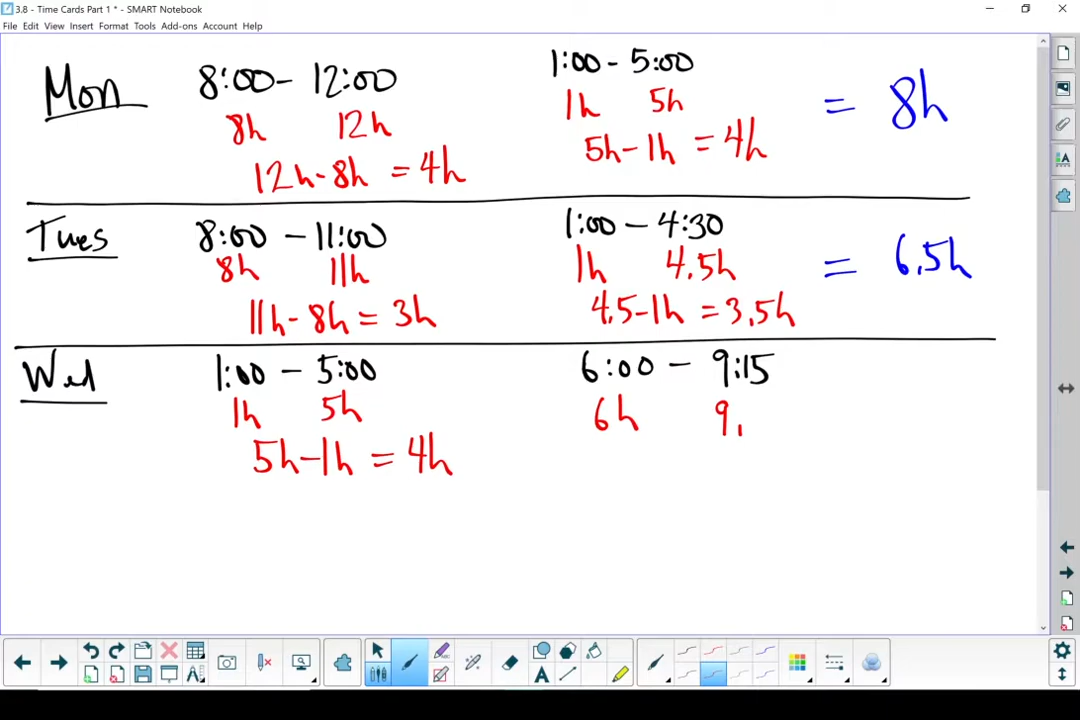 3.8 - Time Cards Part 1 * - SMART Notebook
File Edit View Insert Format Tools Add-ons Account Help
Mon 8:00 - 12:00 1:00 - 5:00
8h 12h 1h 5h = 8h
12h - 8h = 4h 5h - 1h = 4h
Tues 8:00 - 11:00 1:00 - 4:30
8h 11h 1h 4.5h = 6.5h
11h - 8h = 3h 4.5 - 1h = 3.5h
Wed 1:00 - 5:00 6:00 - 9:15
1h 5h 6h 9.
5h - 1h = 4h